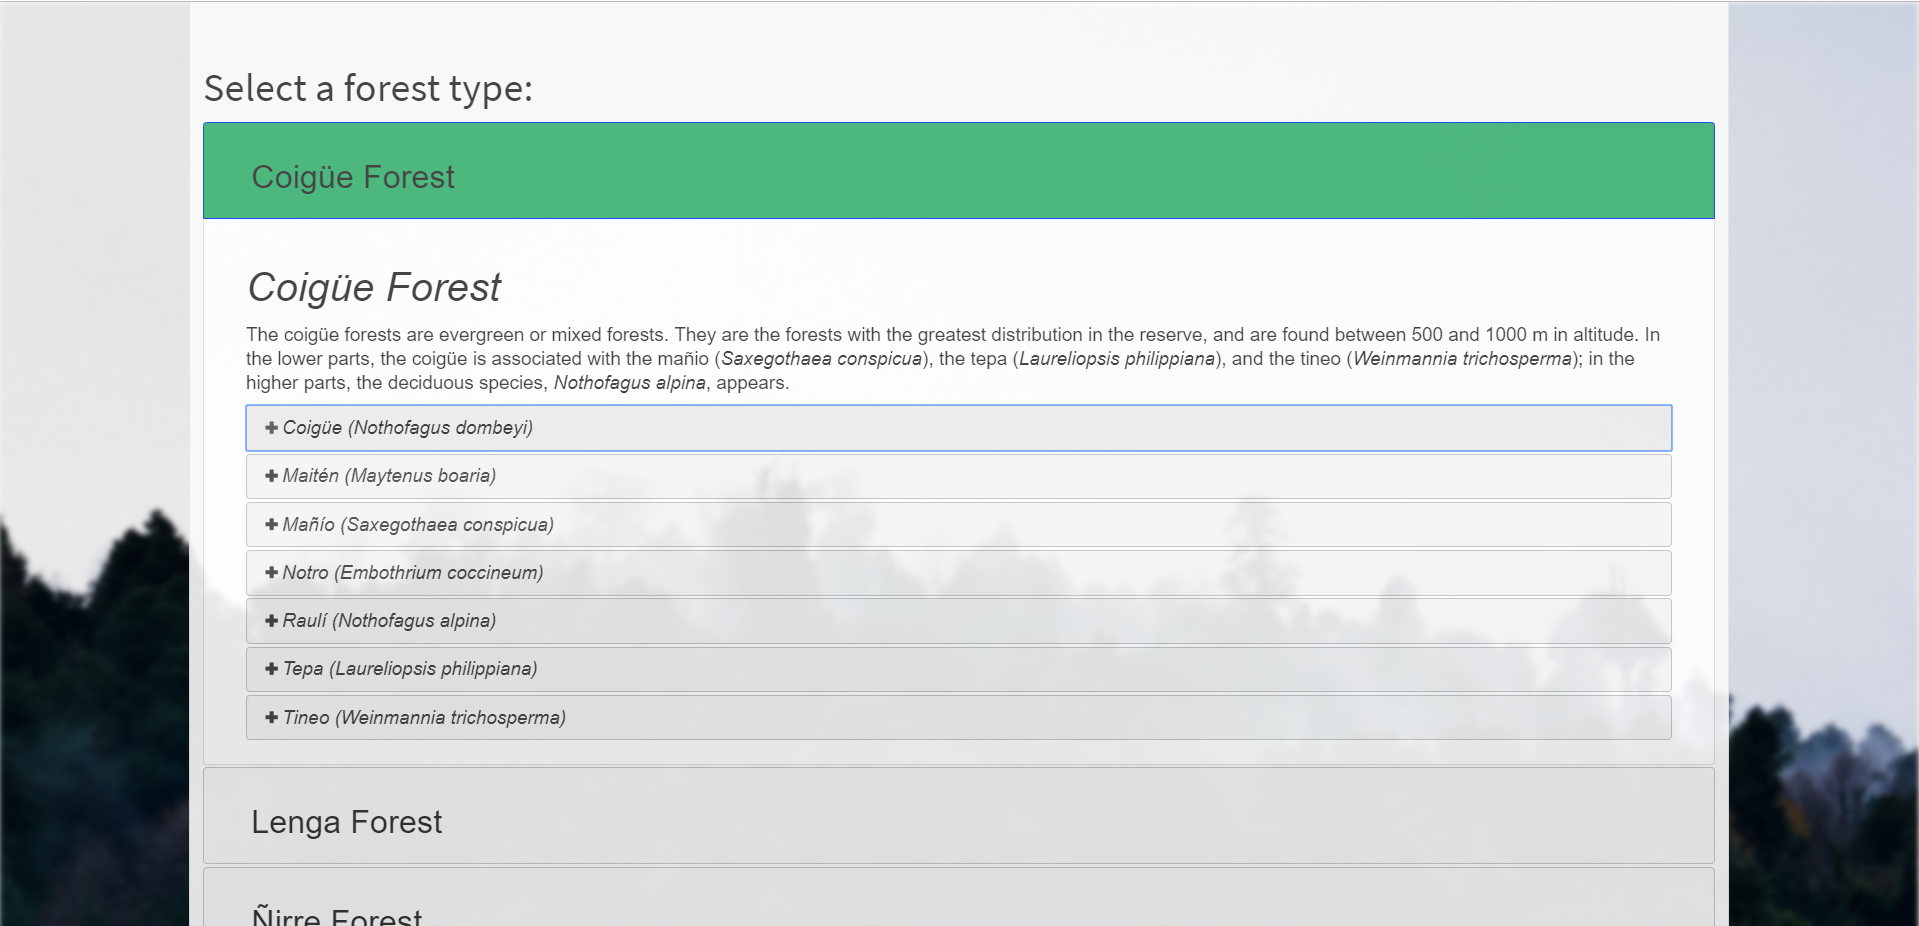 Select a forest type:
Coigüe Forest
Coigüe Forest
The coigüe forests are evergreen or mixed forests. They are the forests with the greatest distribution in the reserve, and are found between 500 and 1000 m in altitude. In
the lower parts, the coigüe is associated with the mañio (Saxegothaea conspicua), the tepa (Laureliopsis philippiana), and the tineo (Weinmannia trichosperma); in the
higher parts, the deciduous species, Nothofagus alpina, appears.
Coigüe (Nothofagus dombeyi)
Maitén (Maytenus boaria)
Mañío (Saxegothaea conspicua)
Notro (Embothrium coccineum)
Raulí (Nothofagus alpina)
Tepa (Laureliopsis philippiana)
Tineo (Weinmannia trichosperma)
Lenga Forest
Ñirre Forest